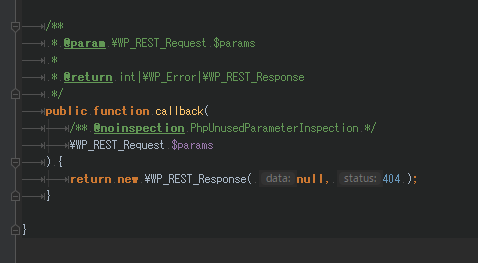 /**
* @param ¥WP_REST_Request $params
*
* @return int|¥WP_Error|¥WP_REST_Response
*/
public function callback(
/** @noinspection PhpUnusedParameterInspection */
¥WP_REST_Request $params
) {
return new ¥WP_REST_Response( data: null, status: 404 );
}
}